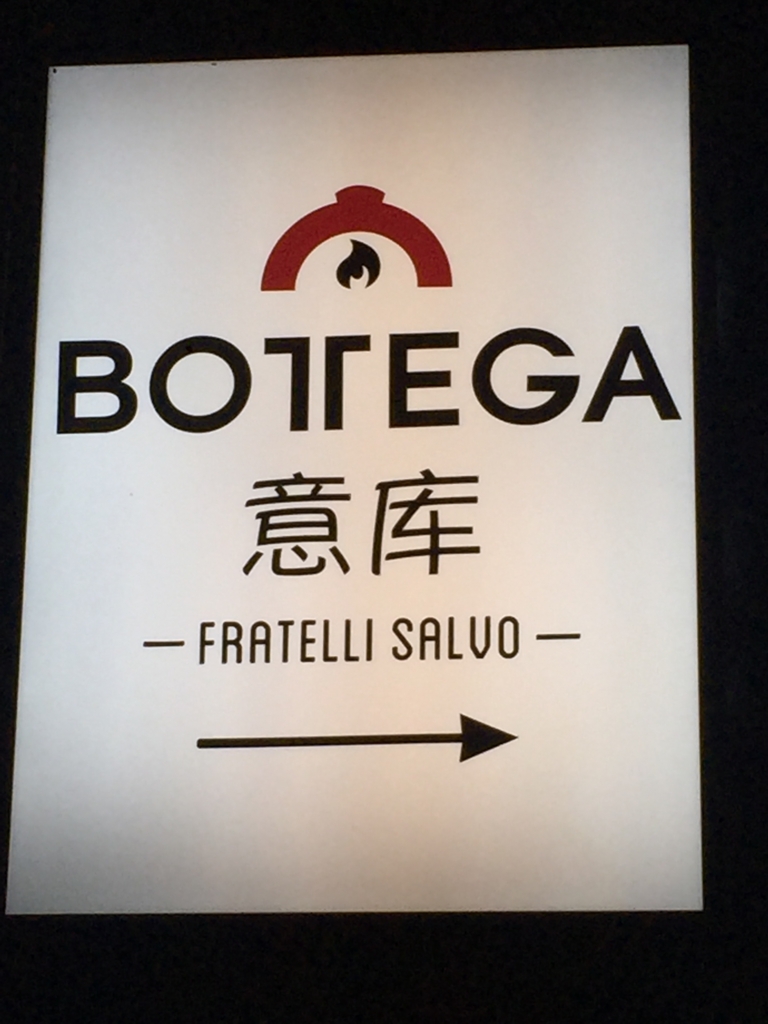 BOTTEGA
意库
— FRATELLI SALVO —